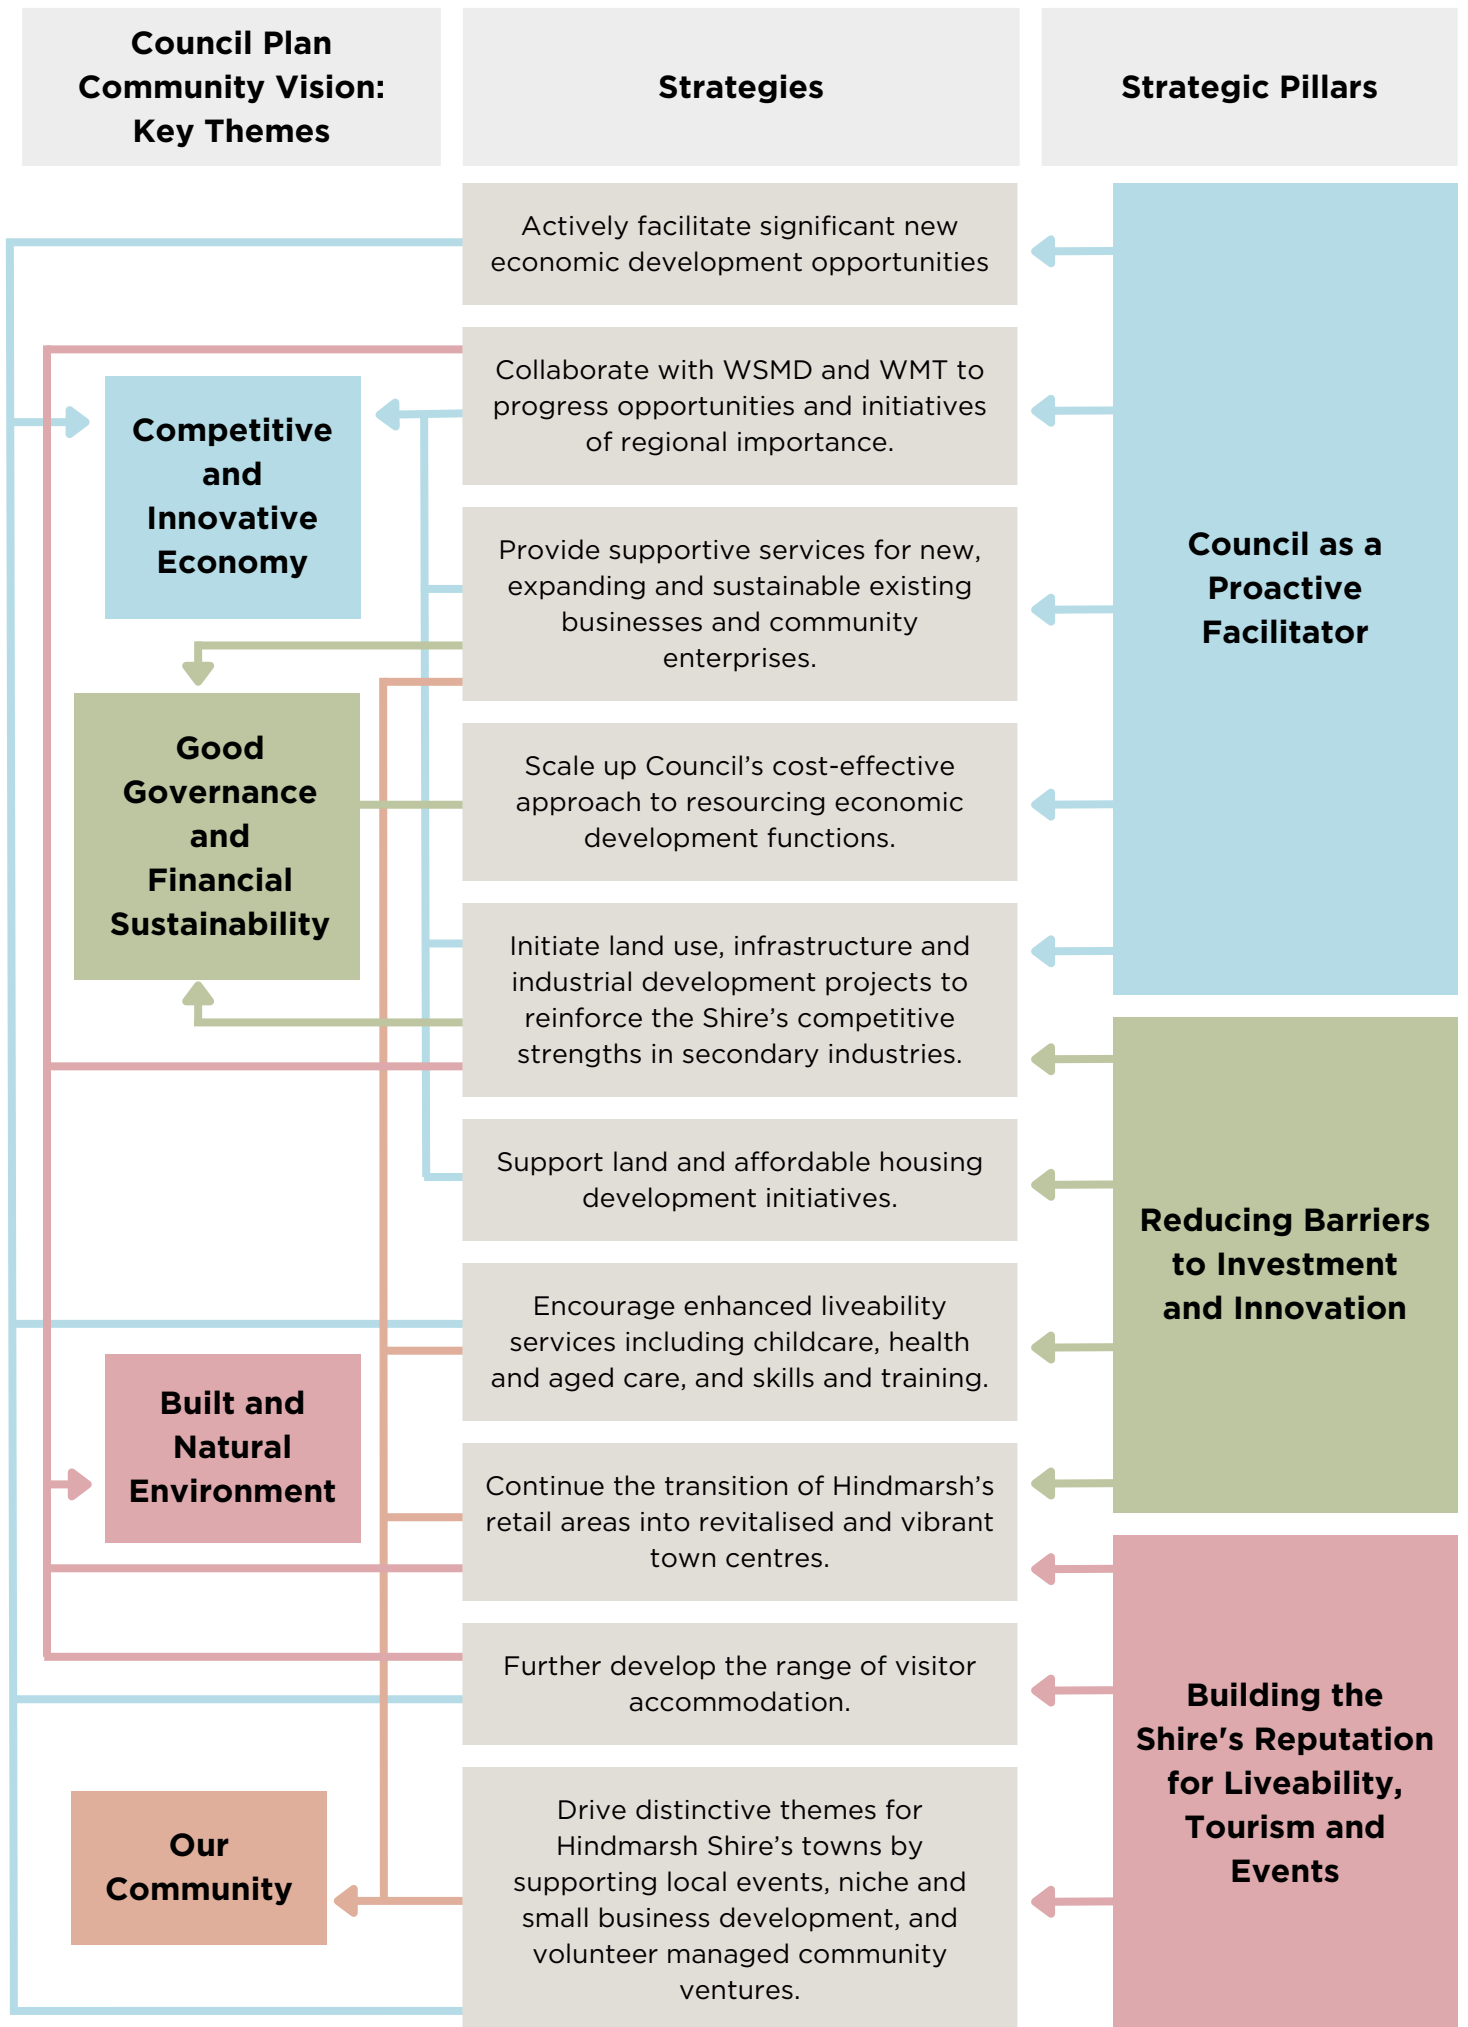 Council Plan
Community Vision:
Key Themes
Strategies
Strategic Pillars
Actively facilitate significant new
economic development opportunities
Collaborate with WSMD and WMT to
progress opportunities and initiatives
of regional importance.
Competitive
and
Innovative
Economy
Provide supportive services for new,
expanding and sustainable existing
businesses and community
enterprises.
Council as a
Proactive
Facilitator
Good
Governance
and
Financial
Sustainability
Scale up Council’s cost-effective
approach to resourcing economic
development functions.
Initiate land use, infrastructure and
industrial development projects to
reinforce the Shire’s competitive
strengths in secondary industries.
Support land and affordable housing
development initiatives.
Reducing Barriers
to Investment
and Innovation
Encourage enhanced liveability
services including childcare, health
and aged care, and skills and training.
Built and
Natural
Environment
Continue the transition of Hindmarsh’s
retail areas into revitalised and vibrant
town centres.
Further develop the range of visitor
accommodation.
Building the
Shire's Reputation
for Liveability,
Tourism and
Events
Our
Community
Drive distinctive themes for
Hindmarsh Shire’s towns by
supporting local events, niche and
small business development, and
volunteer managed community
ventures.